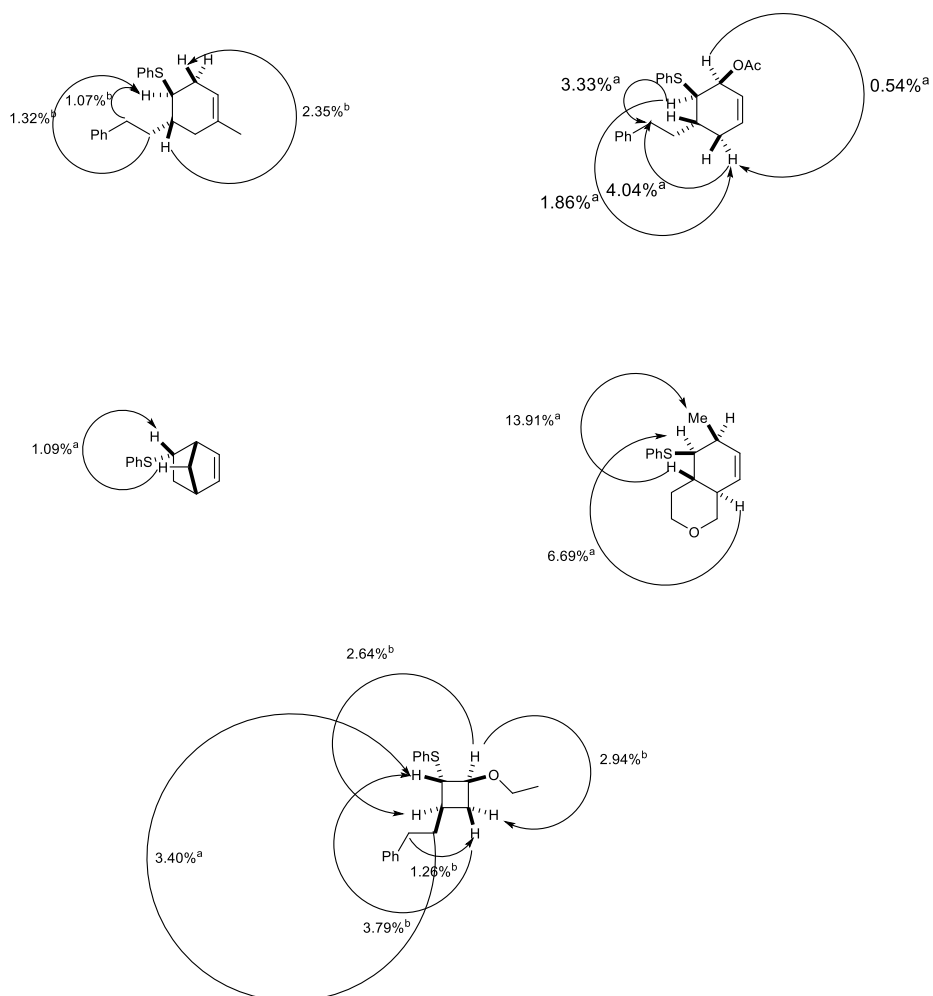 H H
PhS
1.07%b
H
1.32%b
Ph
H
2.35%b
H
OAc
3.33%a
PhS
H
H
0.54%a
Ph
H H
4.04%a
1.86%a
1.09%a
H
PhS
H
13.91%a
Me H
H
PhS
H
H
O
6.69%a
2.64%b
PhS H
2.94%b
H O
H H
H
3.40%a
Ph
1.26%b
3.79%b